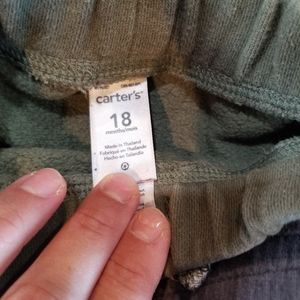 carter's
18
months/mois
Made in Thailand
Fabriqué en Thaïlande
Hecho en Tailandia